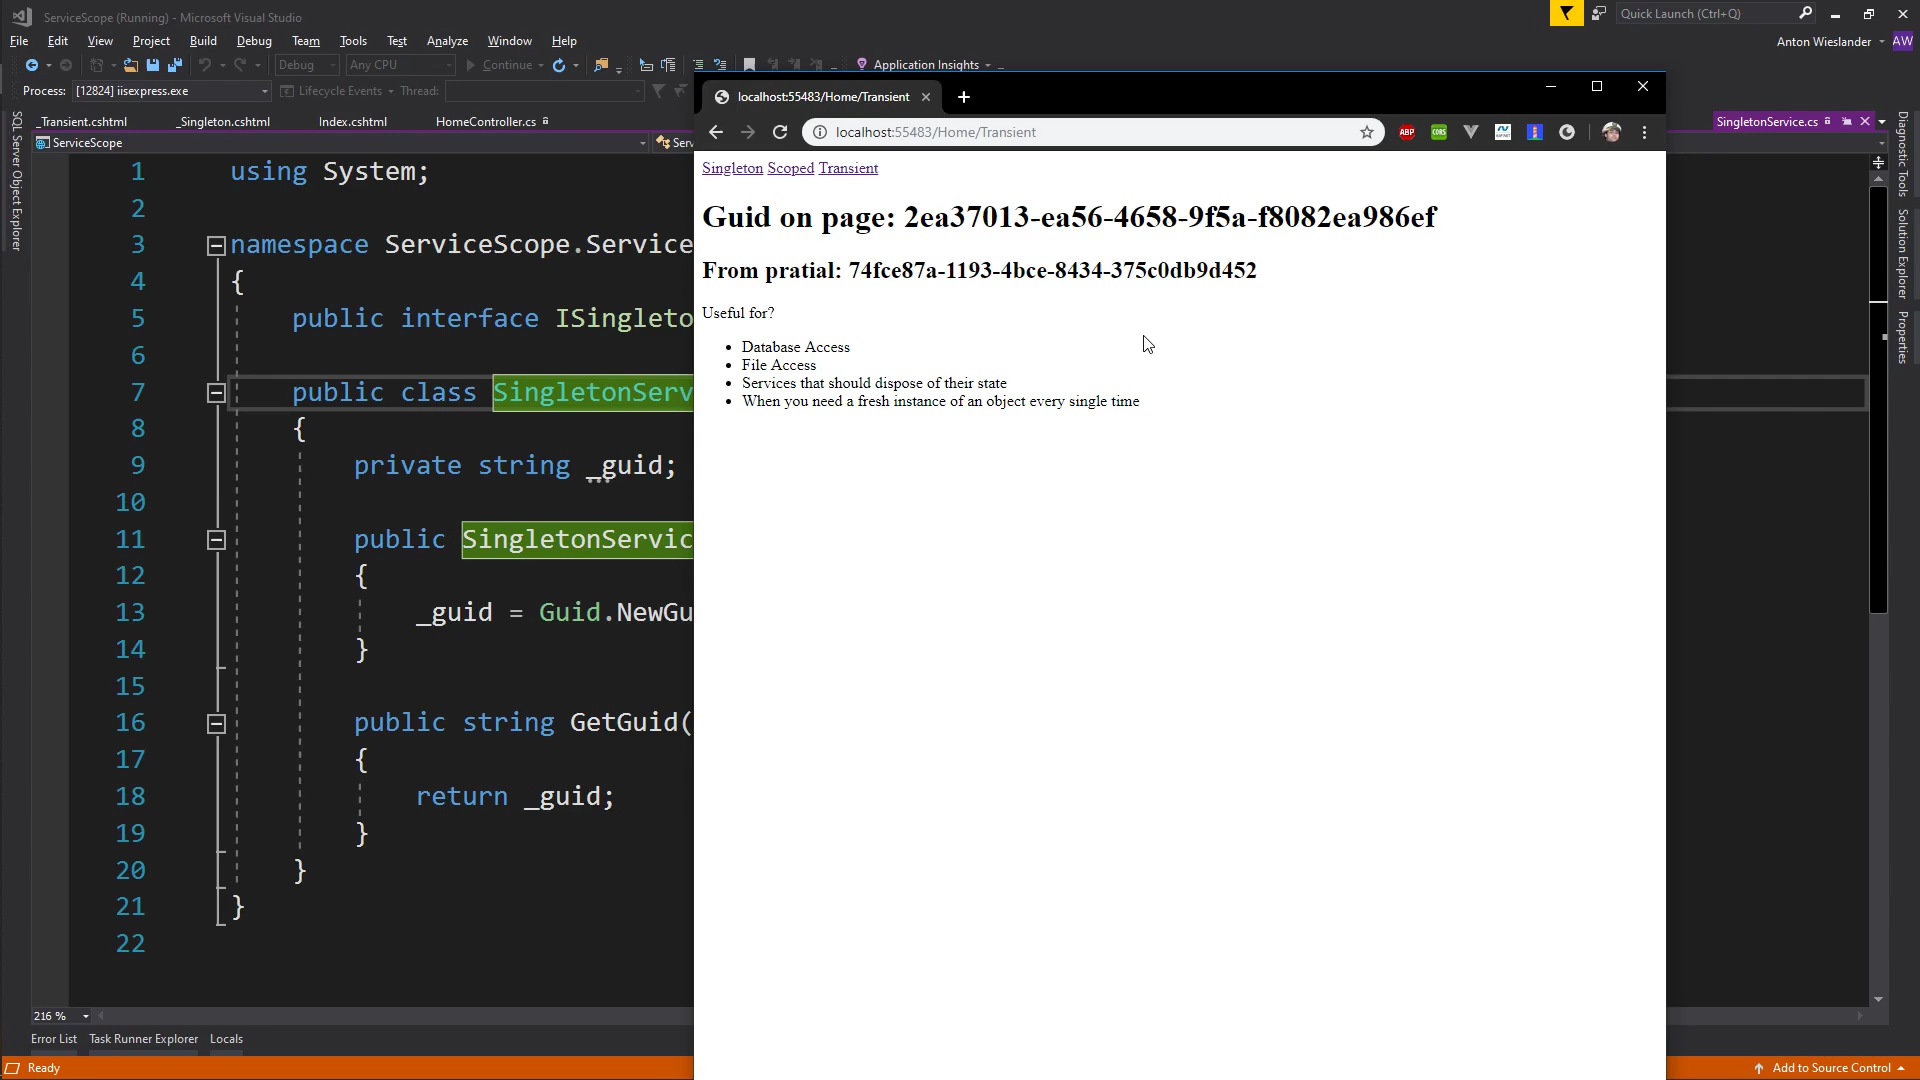 ServiceScope (Running) - Microsoft Visual Studio
Quick Launch (Ctrl+Q)
File Edit View Project Build Debug Team Tools Test Analyze Window Help
Anton Wieslander AW
Debug Any CPU Continue Application Insights
Process: [12824] iisexpress.exe Lifecycle Events Thread:
_Transient.cshtml _Singleton.cshtml Index.cshtml HomeController.cs SingletonService.cs
ServiceScope Serv
SQL Server Object Explorer
Diagnostic Tools
Solution Explorer
Properties
1 using System;
2
3 namespace ServiceScope.Service
4 {
5 public interface ISingleto
6
7 public class SingletonServ
8 {
9 private string _guid;
10
11 public SingletonServic
12 {
13 _guid = Guid.NewGu
14 }
15
16 public string GetGuid(
17 {
18 return _guid;
19 }
20 }
21 }
22
216 %
Error List Task Runner Explorer Locals
Ready
Add to Source Control
localhost:55483/Home/Transient
localhost:55483/Home/Transient
ABP CORS
Singleton Scoped Transient
Guid on page: 2ea37013-ea56-4658-9f5a-f8082ea986ef
From pratial: 74fce87a-1193-4bce-8434-375c0db9d452
Useful for?
• Database Access
• File Access
• Services that should dispose of their state
• When you need a fresh instance of an object every single time